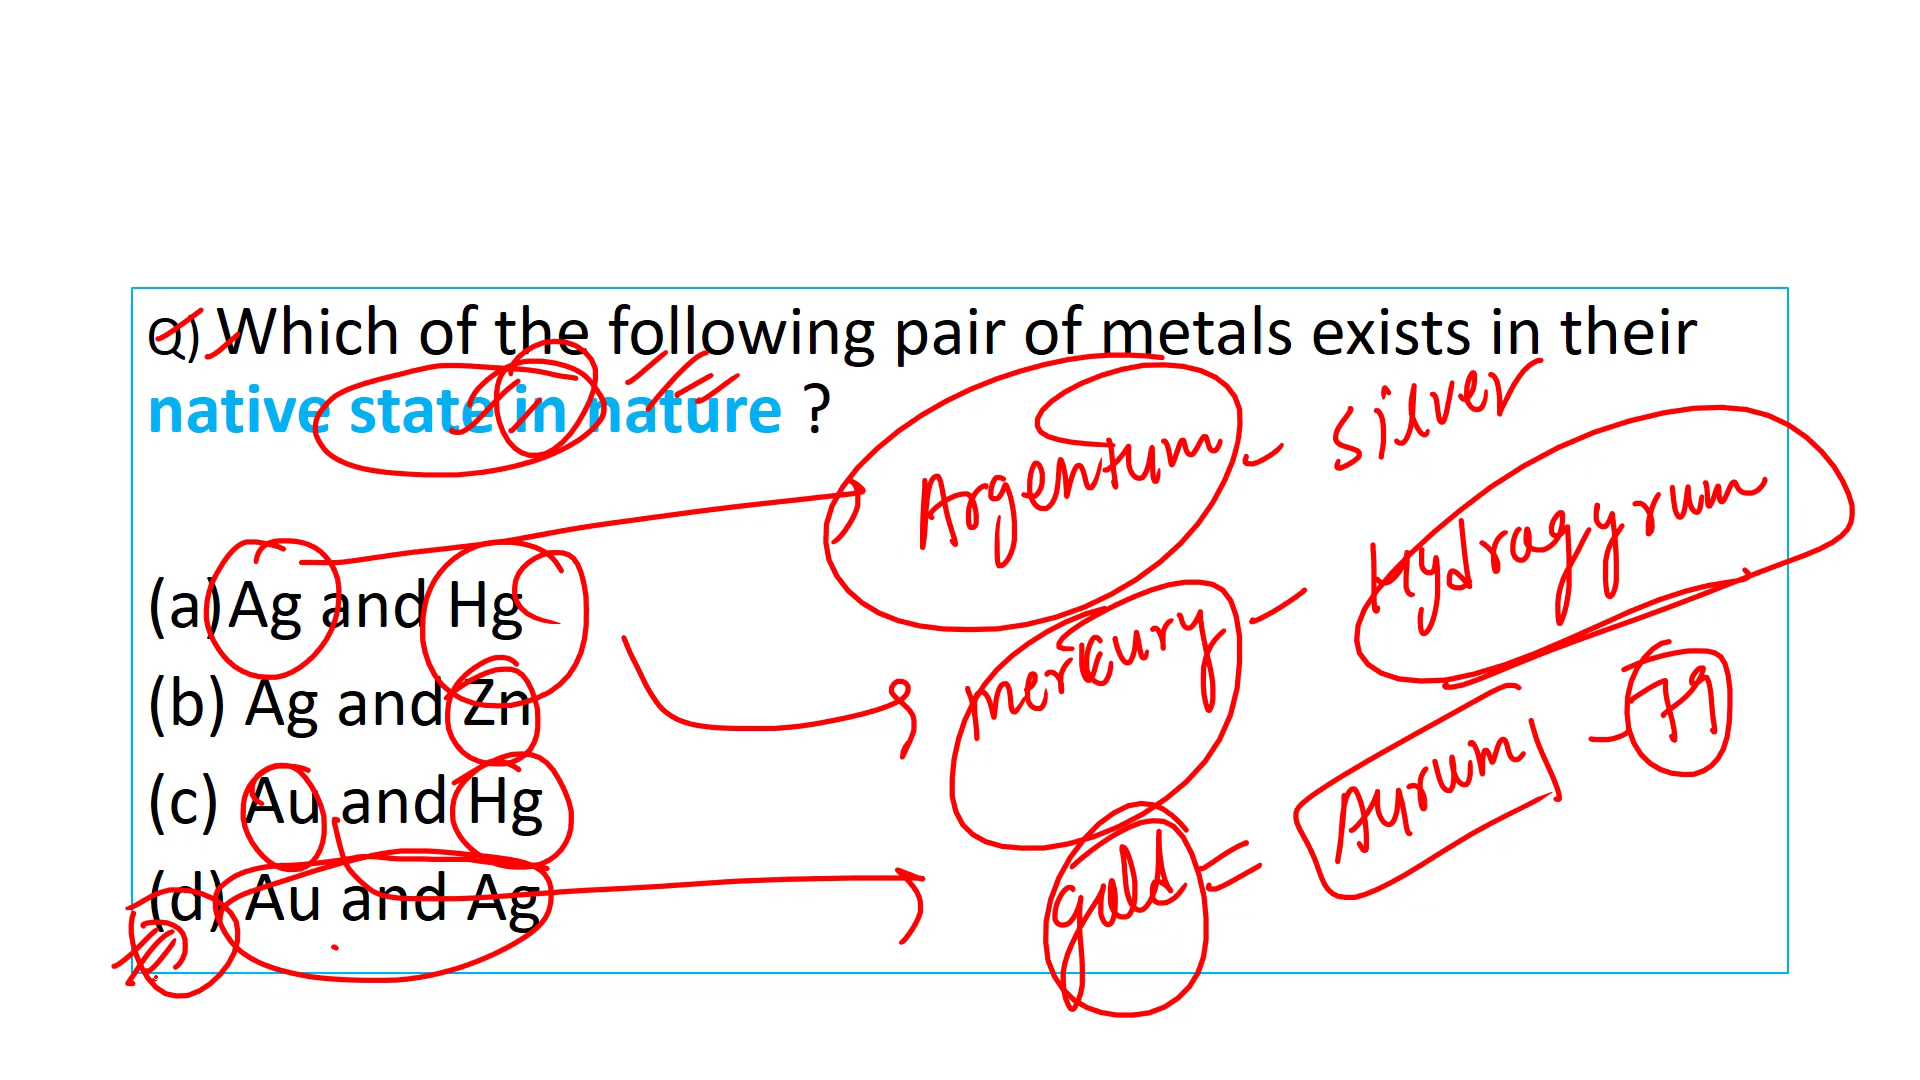 Q) Which of the following pair of metals exists in their
native state in nature ?
Argentum - silver
(a)Ag and Hg
mercury - Hydragyrum
(b) Ag and Zn
(c) Au and Hg
gold = Ayrum - 79
(d) Au and Ag